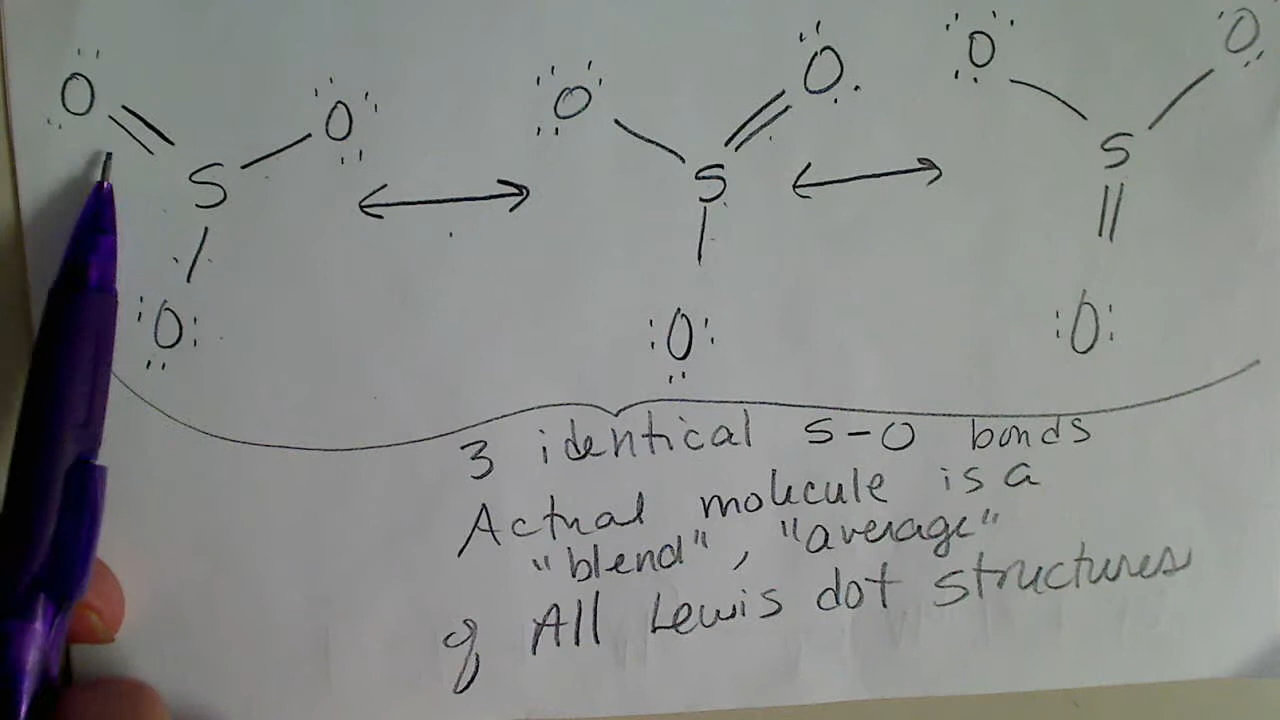 O O O O O O
S S S
O O O
3 identical S-O bonds
Actual molecule is a
"blend", "average"
of All Lewis dot structures